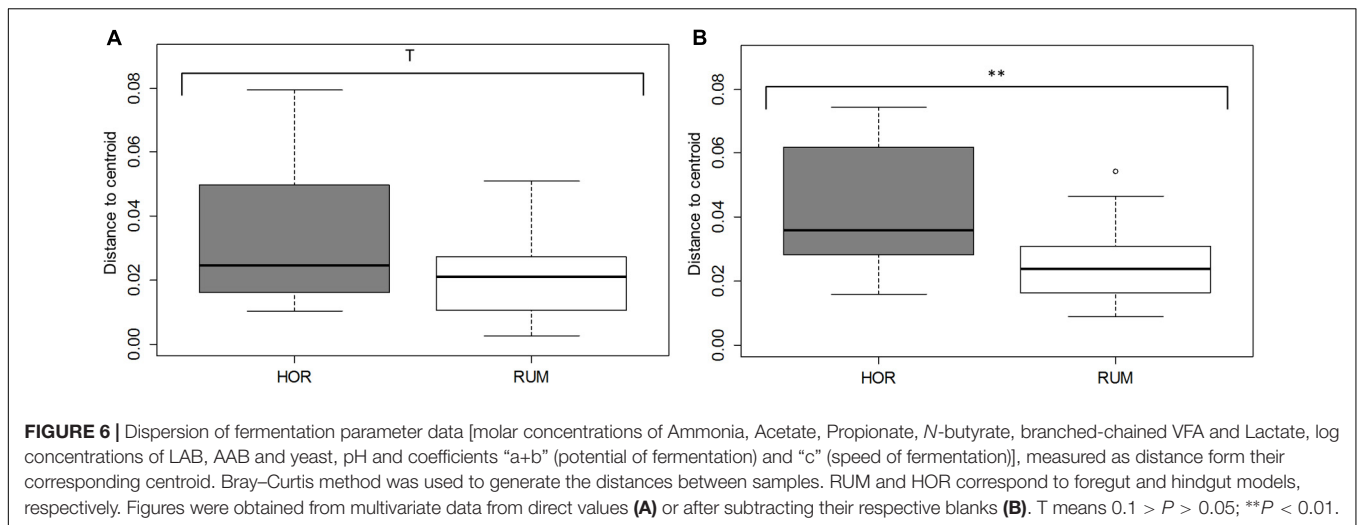 A
B
T
**
Distance to centroid
0.00 0.02 0.04 0.06 0.08
HOR RUM
Distance to centroid
0.00 0.02 0.04 0.06 0.08
HOR RUM
FIGURE 6 | Dispersion of fermentation parameter data [molar concentrations of Ammonia, Acetate, Propionate, N-butyrate, branched-chained VFA and Lactate, log
concentrations of LAB, AAB and yeast, pH and coefficients “a+b” (potential of fermentation) and “c” (speed of fermentation)], measured as distance form their
corresponding centroid. Bray–Curtis method was used to generate the distances between samples. RUM and HOR correspond to foregut and hindgut models,
respectively. Figures were obtained from multivariate data from direct values (A) or after subtracting their respective blanks (B). T means 0.1 > P > 0.05; **P < 0.01.